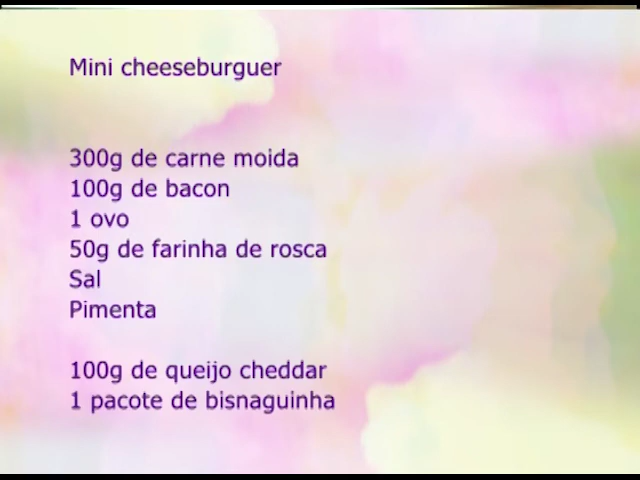 Mini cheeseburguer
300g de carne moida
100g de bacon
1 ovo
50g de farinha de rosca
Sal
Pimenta
100g de queijo cheddar
1 pacote de bisnaguinha